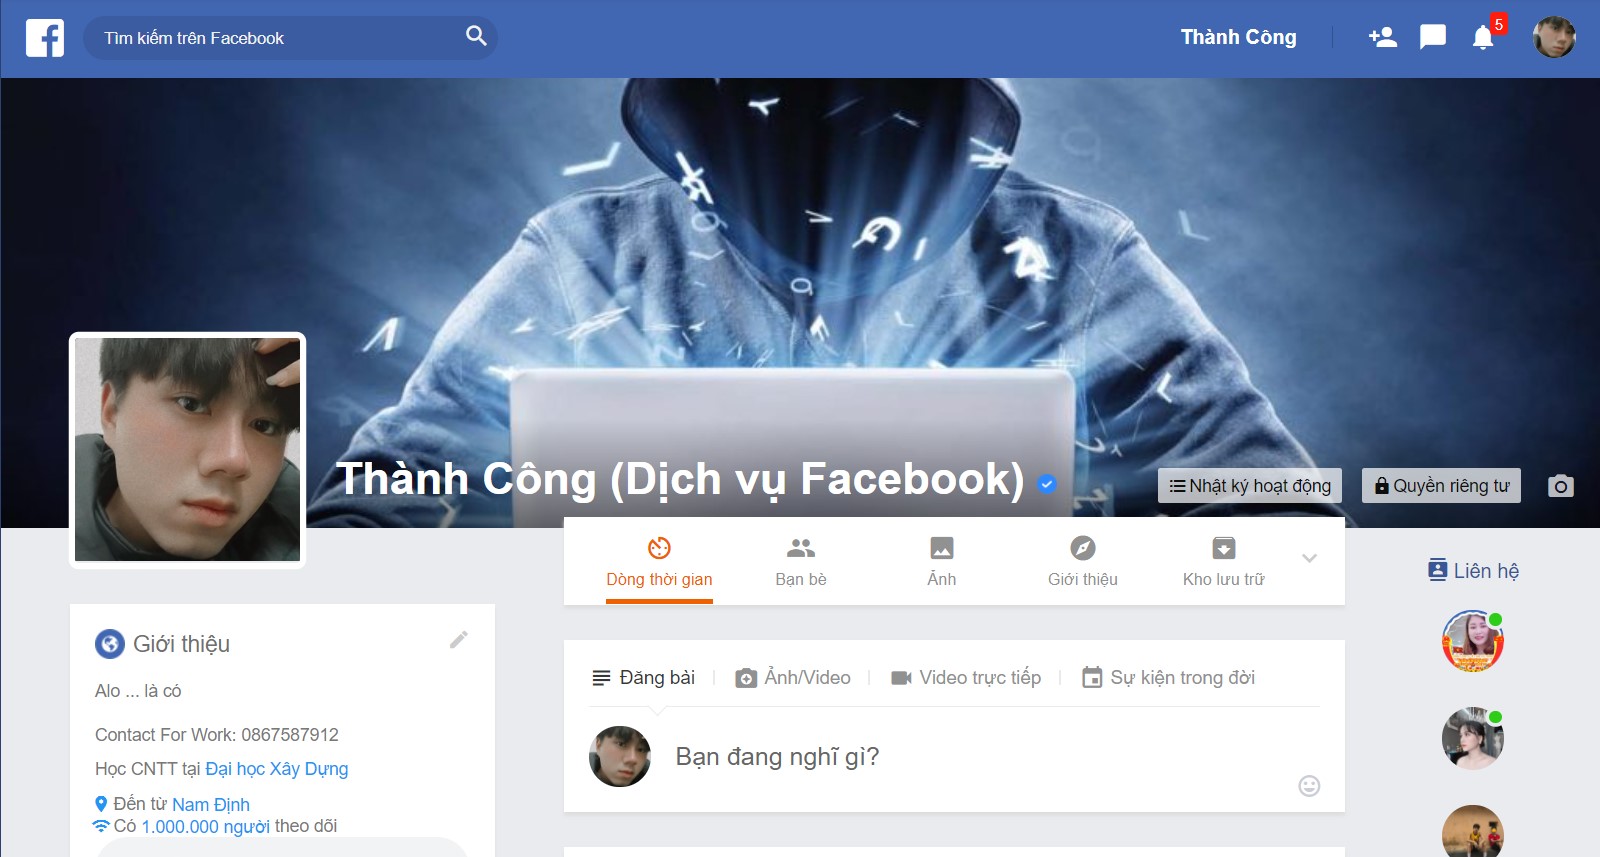 Tìm kiếm trên Facebook
Thành Công
5
Thành Công (Dịch vụ Facebook)
Nhật ký hoạt động
Quyền riêng tư
Dòng thời gian
Bạn bè
Ảnh
Giới thiệu
Kho lưu trữ
Liên hệ
Giới thiệu
Alo ... là có
Contact For Work: 0867587912
Học CNTT tại Đại học Xây Dựng
Đến từ Nam Định
Có 1.000.000 người theo dõi
Đăng bài
Ảnh/Video
Video trực tiếp
Sự kiện trong đời
Bạn đang nghĩ gì?